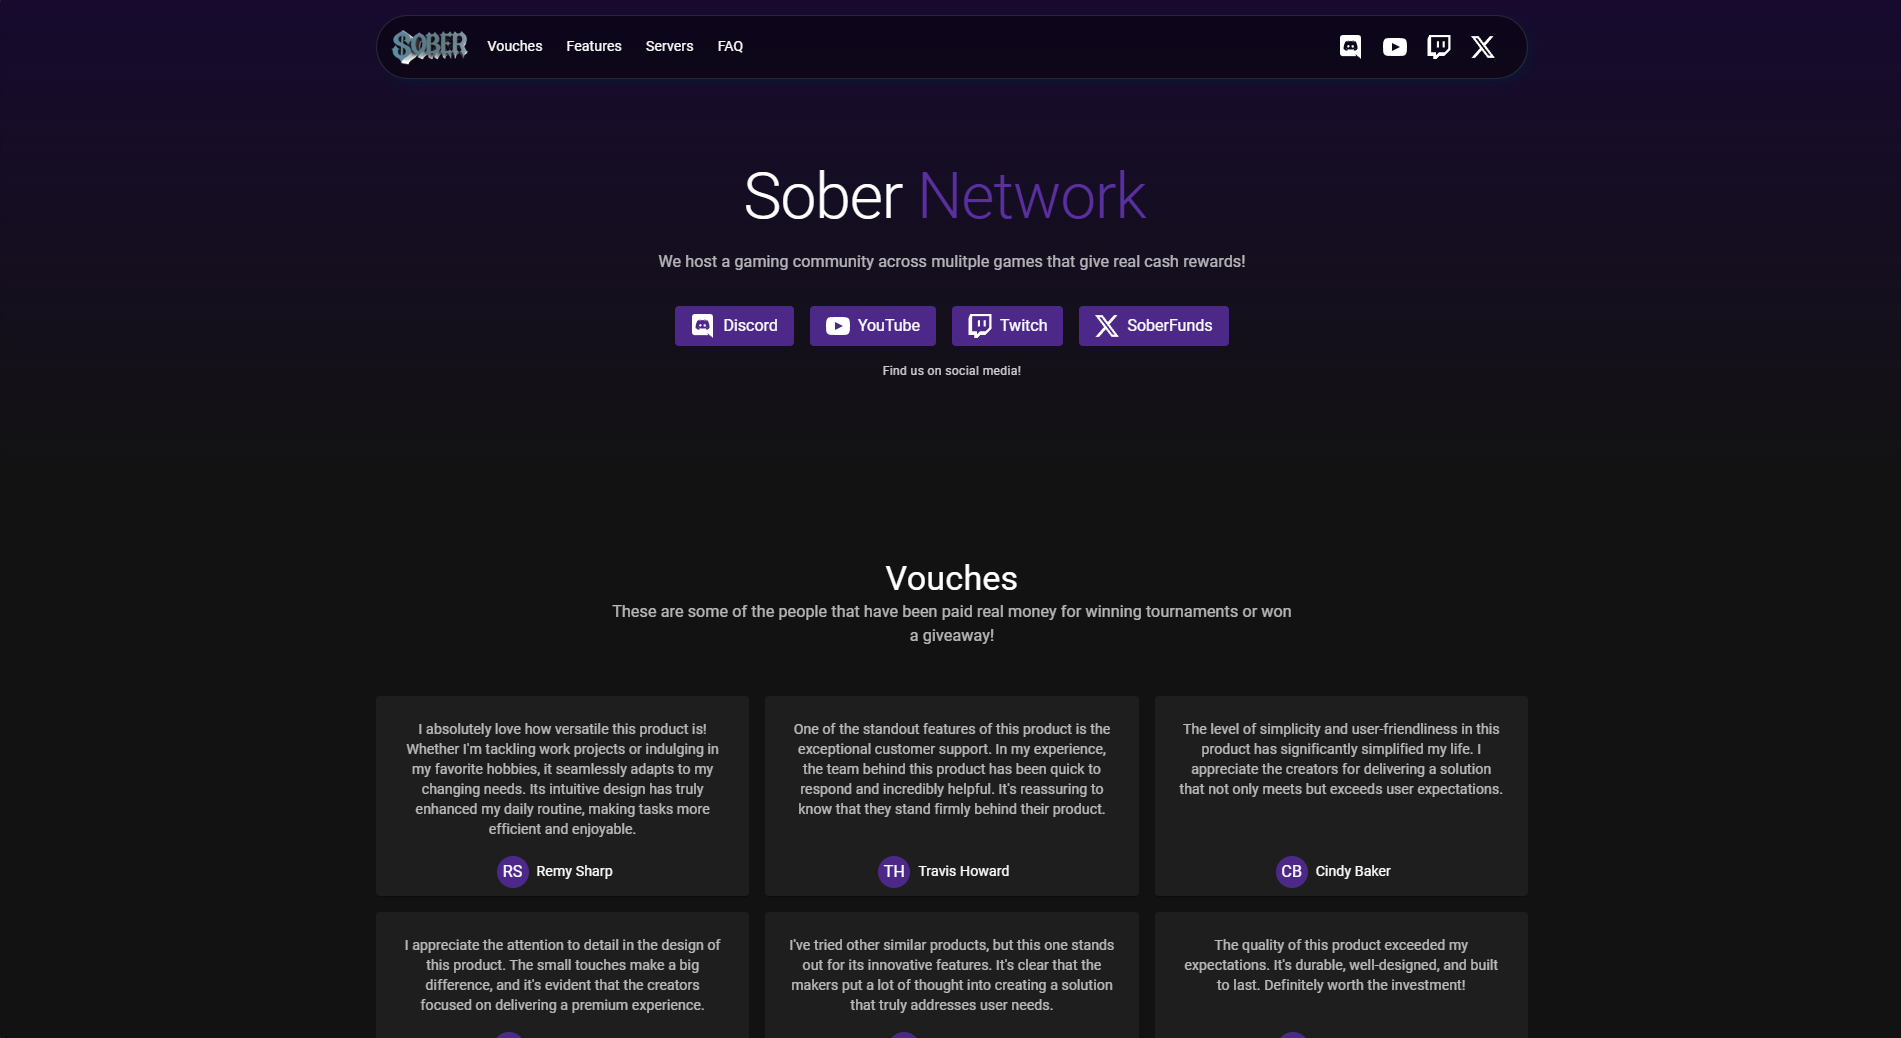 $OBER
Vouches
Features
Servers
FAQ
Sober Network
We host a gaming community across mulitple games that give real cash rewards!
Discord
YouTube
Twitch
SoberFunds
Find us on social media!
Vouches
These are some of the people that have been paid real money for winning tournaments or won
a giveaway!
I absolutely love how versatile this product is!
Whether I'm tackling work projects or indulging in
my favorite hobbies, it seamlessly adapts to my
changing needs. Its intuitive design has truly
enhanced my daily routine, making tasks more
efficient and enjoyable.
RS Remy Sharp
One of the standout features of this product is the
exceptional customer support. In my experience,
the team behind this product has been quick to
respond and incredibly helpful. It's reassuring to
know that they stand firmly behind their product.
TH Travis Howard
The level of simplicity and user-friendliness in this
product has significantly simplified my life. I
appreciate the creators for delivering a solution
that not only meets but exceeds user expectations.
CB Cindy Baker
I appreciate the attention to detail in the design of
this product. The small touches make a big
difference, and it's evident that the creators
focused on delivering a premium experience.
I've tried other similar products, but this one stands
out for its innovative features. It's clear that the
makers put a lot of thought into creating a solution
that truly addresses user needs.
The quality of this product exceeded my
expectations. It's durable, well-designed, and built
to last. Definitely worth the investment!